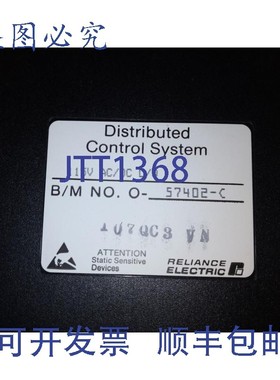 图必究
Distributed
Control System
JTT1368
B/M NO. O- 57402-C
ATTENTION
Static Sensitive
Devices
RELIANCE
ELECTRIC
可开发票 顺丰包邮